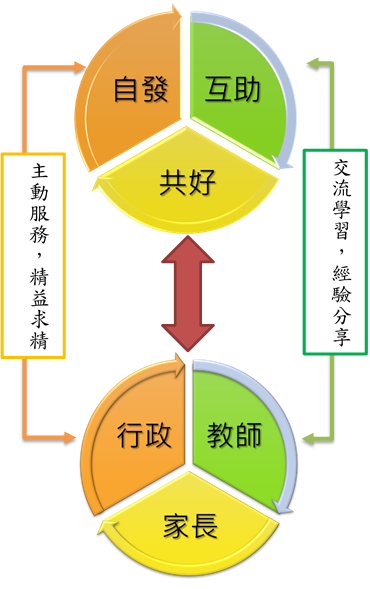 自發
互助
共好
主動服務，精益求精
交流學習，經驗分享
行政
教師
家長